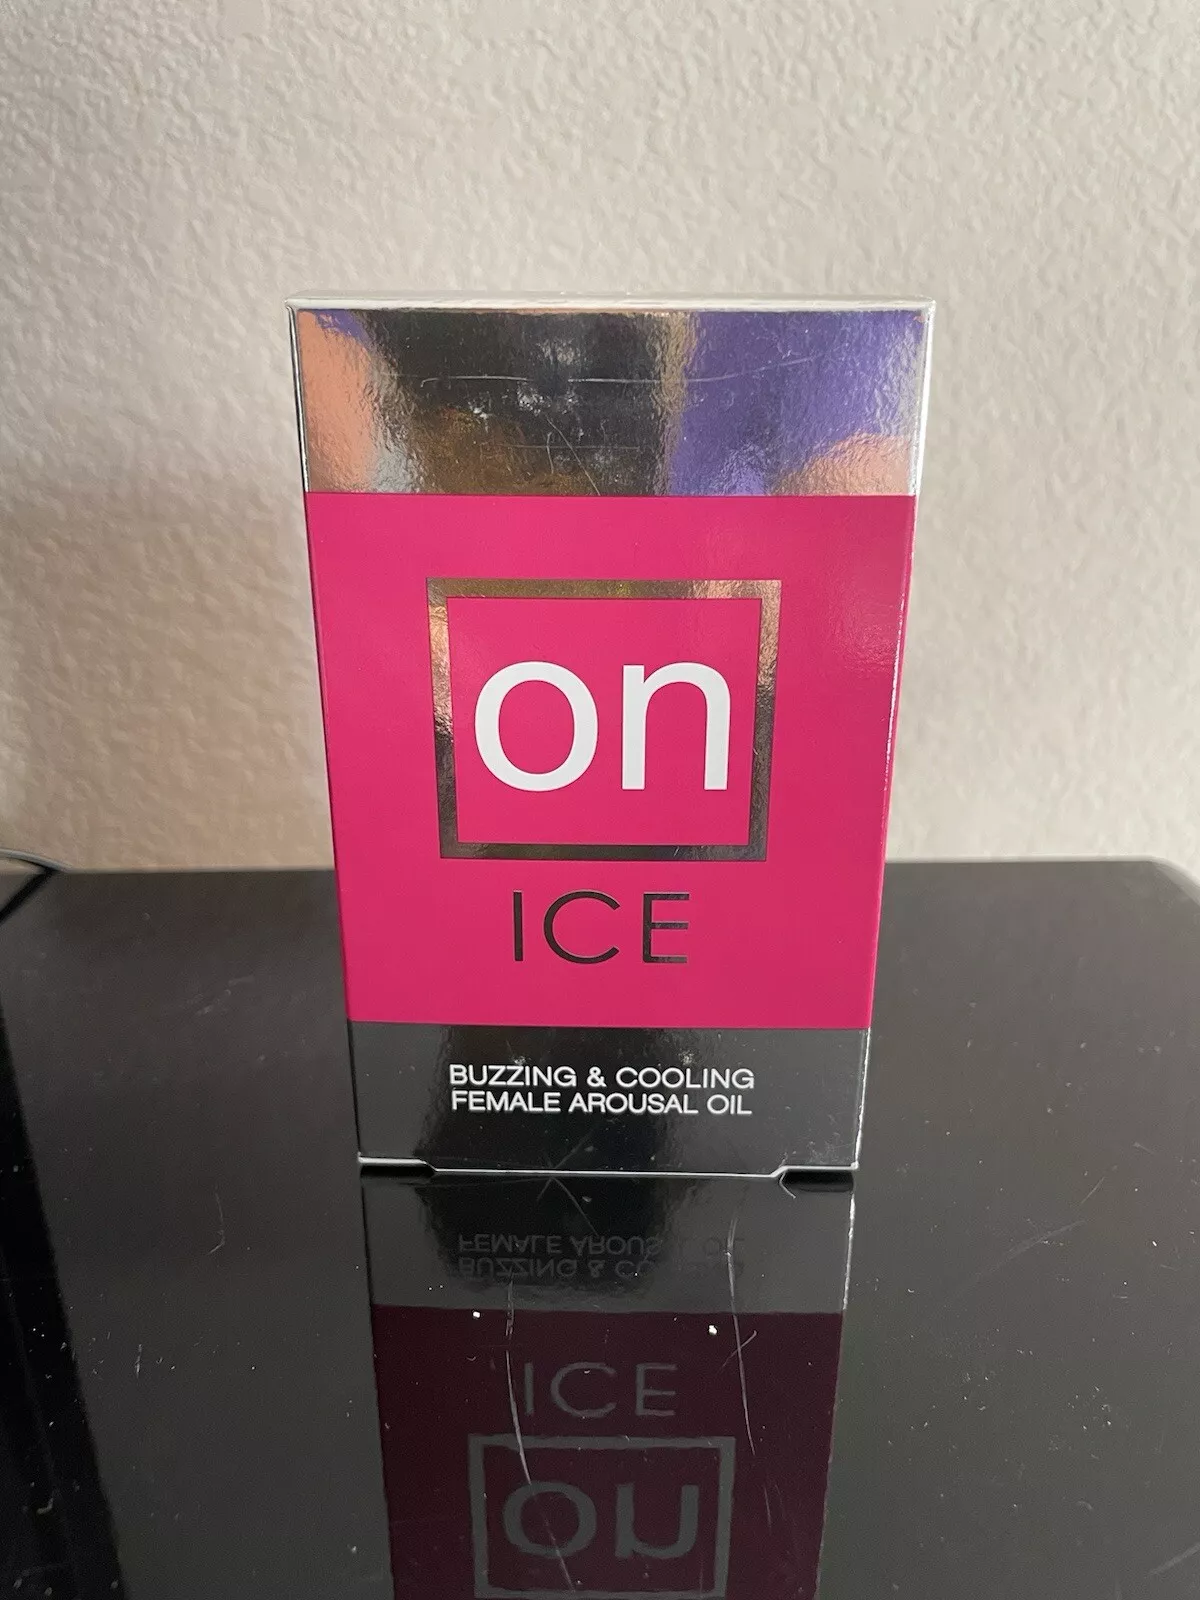 on
ICE
BUZZING & COOLING
FEMALE AROUSAL OIL